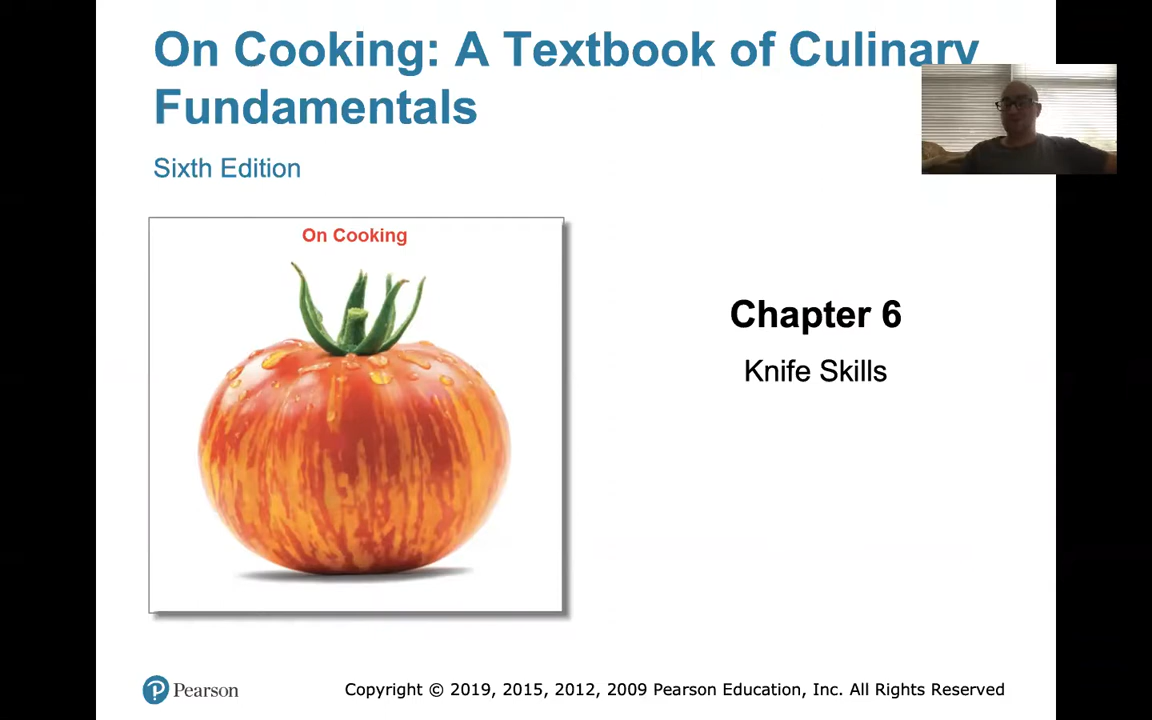 On Cooking: A Textbook of Culinary
Fundamentals
Sixth Edition
On Cooking
Chapter 6
Knife Skills
Pearson
Copyright © 2019, 2015, 2012, 2009 Pearson Education, Inc. All Rights Reserved